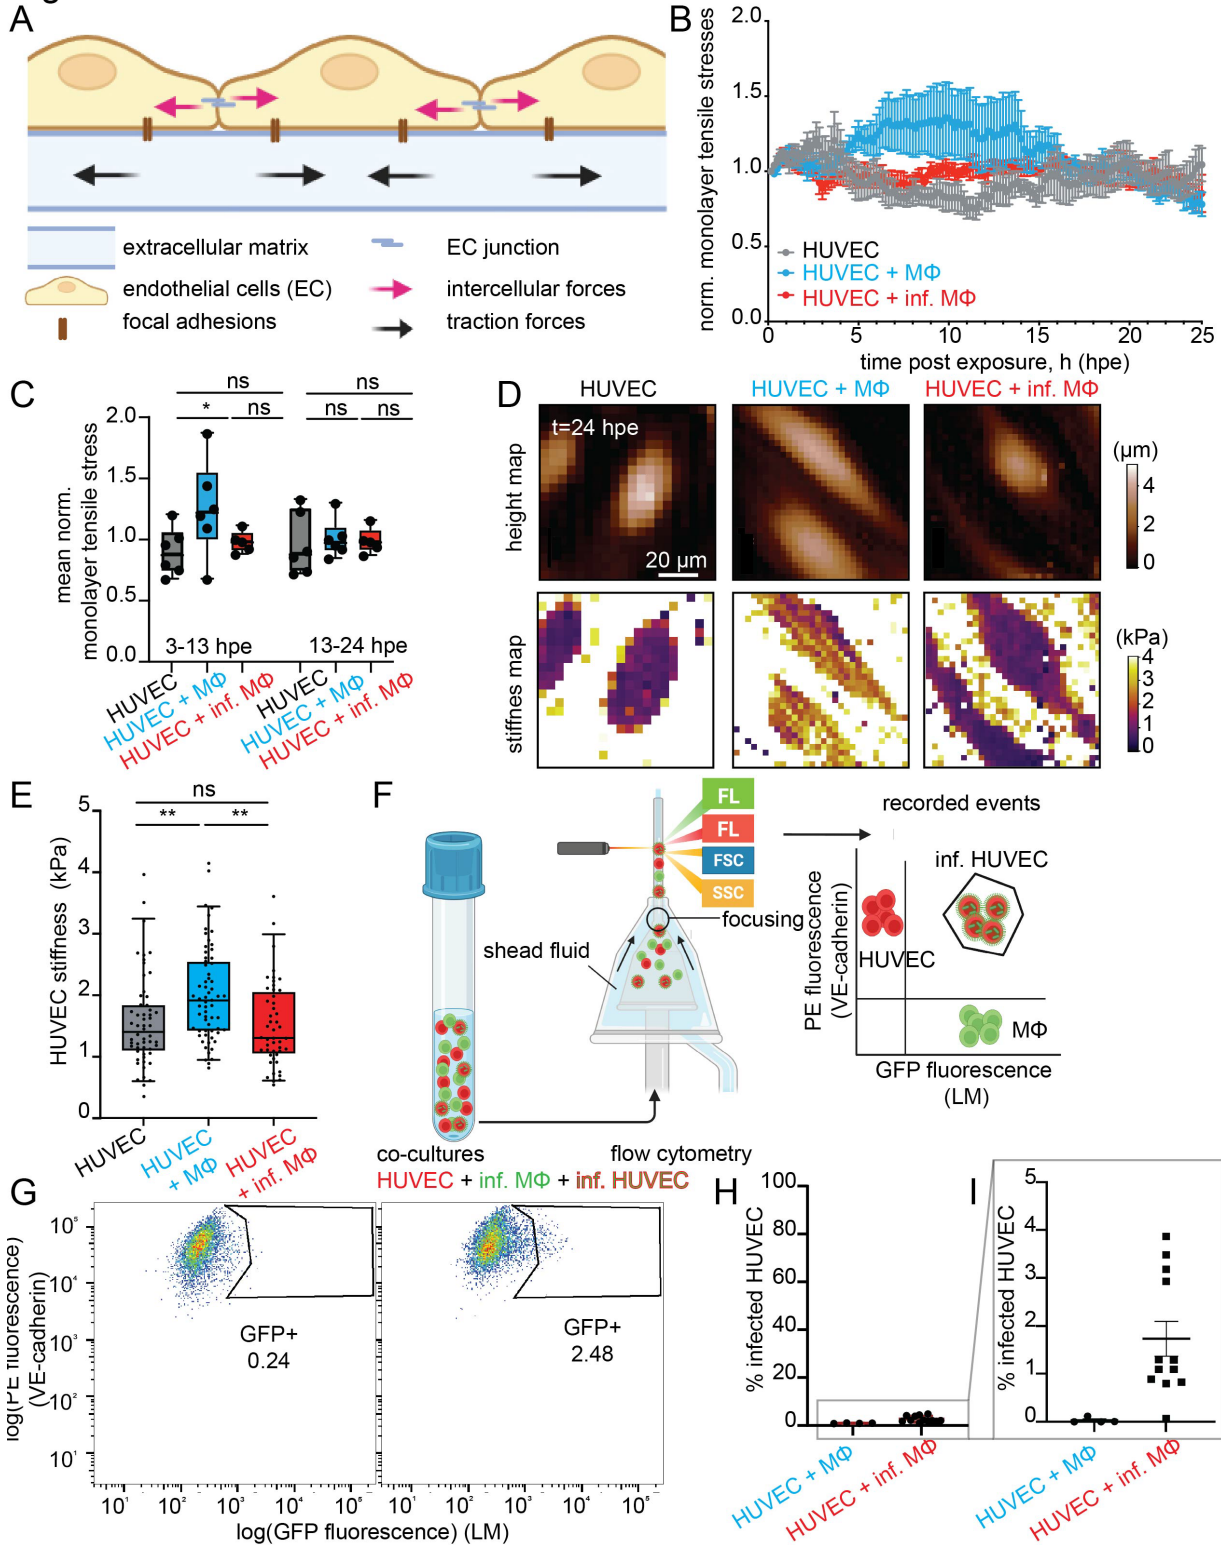 A
extracellular matrix
EC junction
endothelial cells (EC)
intercellular forces
focal adhesions
traction forces
B
norm. monolayer tensile stresses
2.0
1.5
1.0
0.5
0.0
HUVEC
HUVEC + MΦ
HUVEC + inf. MΦ
0 5 10 15 20 25
time post exposure, h (hpe)
C
ns ns
* ns ns ns
mean norm.
monolayer tensile stress
2.0
1.5
1.0
0.5
0.0
3-13 hpe 13-24 hpe
HUVEC
HUVEC + MΦ
HUVEC + inf. MΦ
HUVEC
HUVEC + MΦ
HUVEC + inf. MΦ
D
HUVEC HUVEC + MΦ HUVEC + inf. MΦ
height map
t=24 hpe
20 µm
(µm)
4
2
0
stiffnes map
(kPa)
4
3
2
1
0
E
ns
** **
HUVEC stiffness (kPa)
5
4
3
2
1
0
HUVEC
HUVEC
+ MΦ
HUVEC
+ inf. MΦ
F
FL
FL
FSC
SSC
focusing
shead fluid
co-cultures flow cytometry
HUVEC + inf. MΦ + inf. HUVEC
recorded events
inf. HUVEC
HUVEC
MΦ
PE fluorescence
(VE-cadherin)
GFP fluorescence
(LM)
G
log(PE fluorescence)
(VE-cadherin
10⁵
10⁴
10³
10²
10¹
GFP+
0.24
GFP+
2.48
10¹ 10² 10³ 10⁴ 10⁵
10¹ 10² 10³ 10⁴ 10⁵
log(GFP fluorescence) (LM)
H
% infected HUVEC
100
80
60
40
20
0
HUVEC + MΦ
HUVEC + inf. MΦ
I
% infected HUVEC
5
4
3
2
1
0
HUVEC + MΦ
HUVEC + inf. MΦ